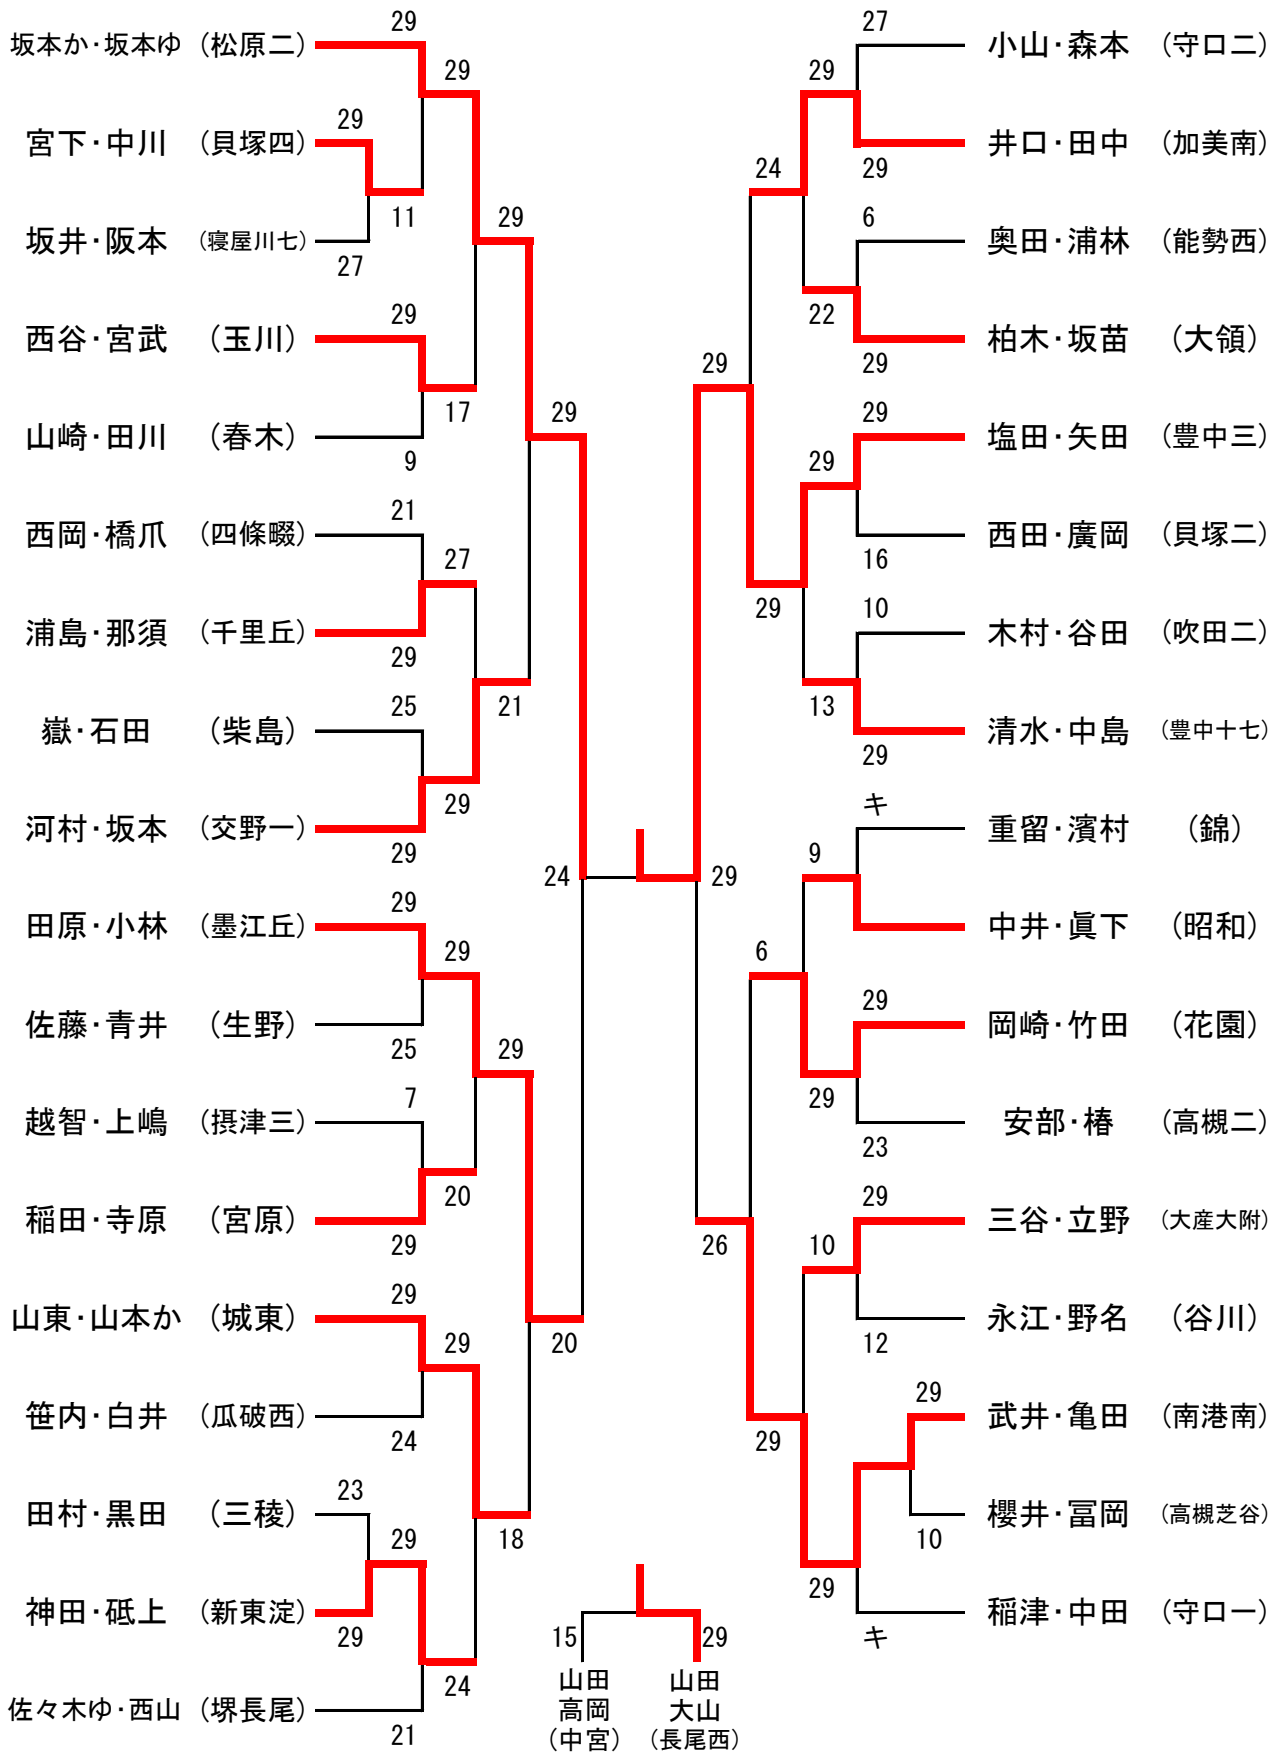 29
坂本か・坂本ゆ (松原二)
29
29
宮下・中川 (貝塚四)
11
29
坂井・阪本 (寝屋川七)
27
29
西谷・宮武 (玉川)
17
29
山崎・田川 (春木)
9
21
西岡・橋爪 (四條畷)
27
浦島・那須 (千里丘)
29
25
21
嶽・石田 (柴島)
29
河村・坂本 (交野一)
29
24
29
田原・小林 (墨江丘)
29
佐藤・青井 (生野)
25
29
7
越智・上嶋 (摂津三)
20
稲田・寺原 (宮原)
29
29
山東・山本か (城東)
29
20
笹内・白井 (瓜破西)
24
23
田村・黒田 (三稜)
29
18
神田・砥上 (新東淀)
29
24
佐々木ゆ・西山 (堺長尾)
21
27
小山・森本 (守口二)
29
井口・田中 (加美南)
29
24
6
奥田・浦林 (能勢西)
22
柏木・坂苗 (大領)
29
29
29
塩田・矢田 (豊中三)
29
西田・廣岡 (貝塚二)
16
29
10
木村・谷田 (吹田二)
13
清水・中島 (豊中十七)
29
キ
重留・濱村 (錦)
9
29
中井・眞下 (昭和)
6
29
岡崎・竹田 (花園)
29
安部・椿 (高槻二)
23
29
三谷・立野 (大産大附)
26
10
永江・野名 (谷川)
12
29
武井・亀田 (南港南)
29
櫻井・冨岡 (高槻芝谷)
10
29
稲津・中田 (守口一)
キ
15 29
山田 山田
高岡 大山
(中宮) (長尾西)